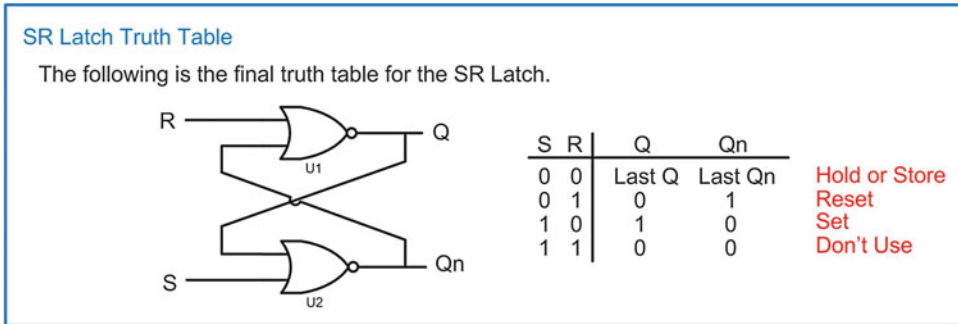 SR Latch Truth Table
The following is the final truth table for the SR Latch.
R
Q
U1
Qn
S
U2
S R Q Qn
0 0 Last Q Last Qn Hold or Store
0 1 0 1 Reset
1 0 1 0 Set
1 1 0 0 Don't Use